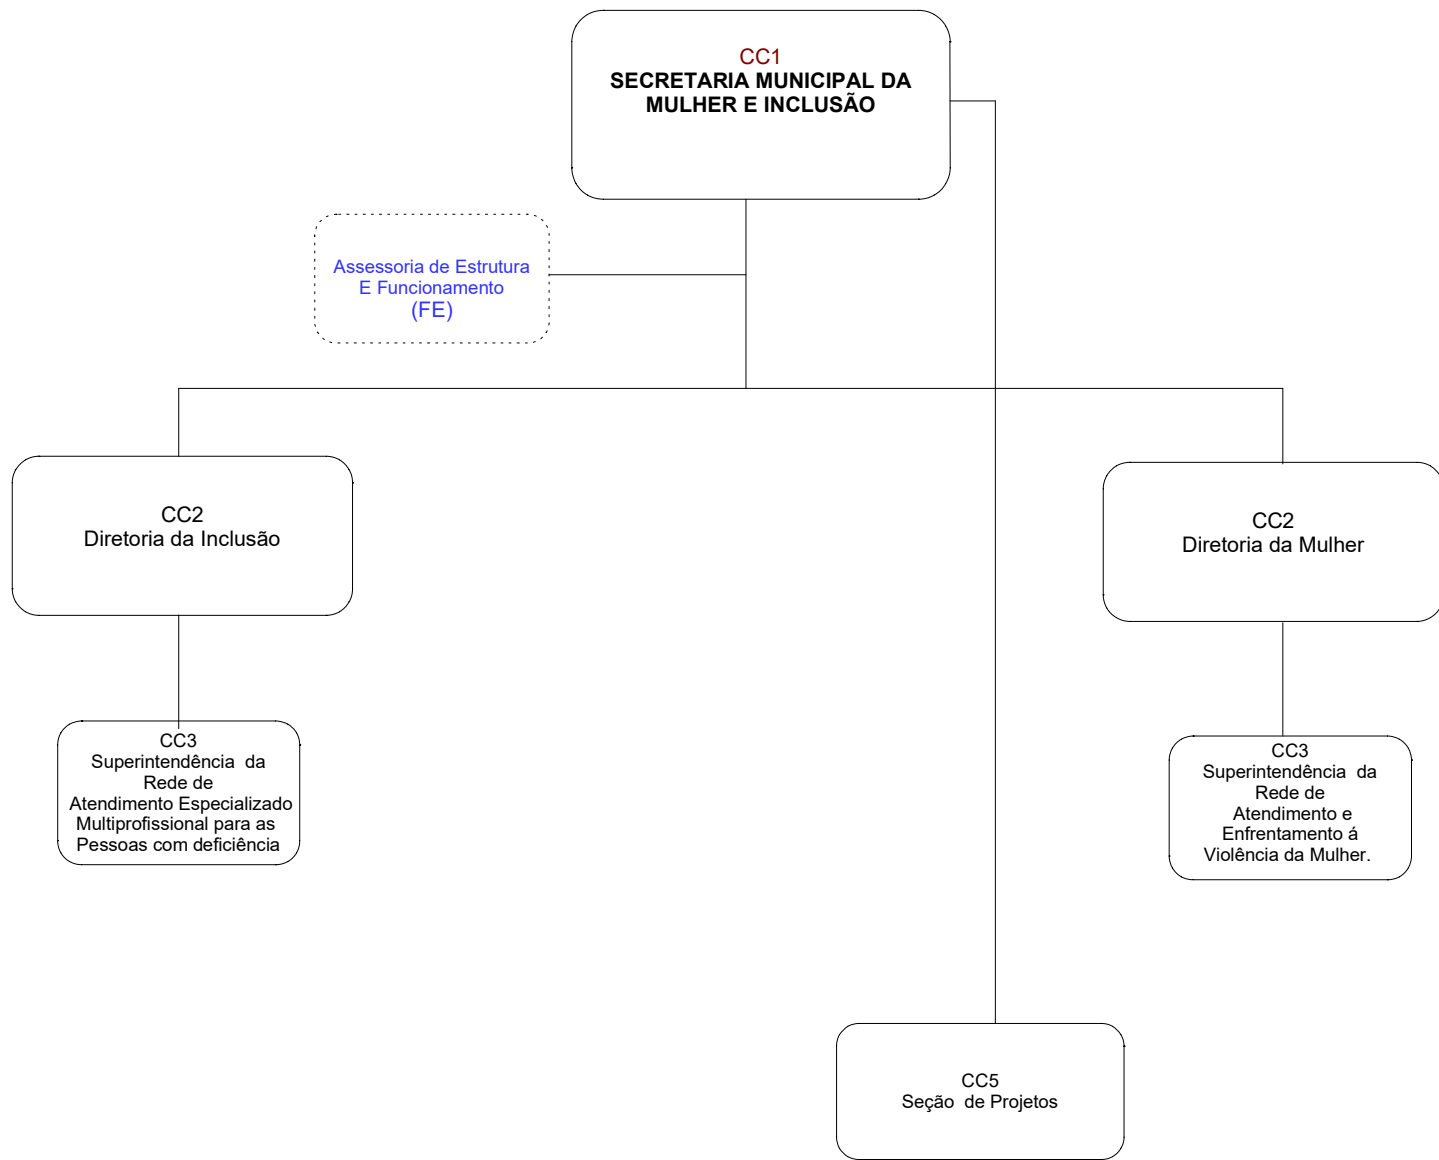 CC1
SECRETARIA MUNICIPAL DA
MULHER E INCLUSÃO
Assessoria de Estrutura
E Funcionamento
(FE)
CC2
Diretoria da Inclusão
CC2
Diretoria da Mulher
CC3
Superintendência da
Rede de
Atendimento Especializado
Multiprofissional para as
Pessoas com deficiência
CC3
Superintendência da
Rede de
Atendimento e
Enfrentamento á
Violência da Mulher.
CC5
Seção de Projetos